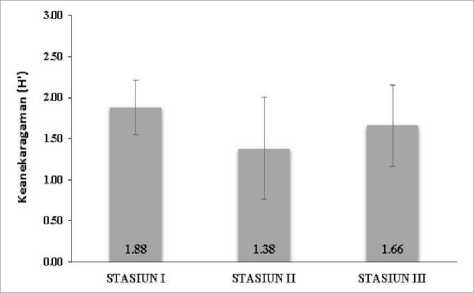 3.00
2.50
2.00
1.50
1.00
0.50
0.00
Keanekaragaman (H')
1.88
1.38
1.66
STASIUN I
STASIUN II
STASIUN III